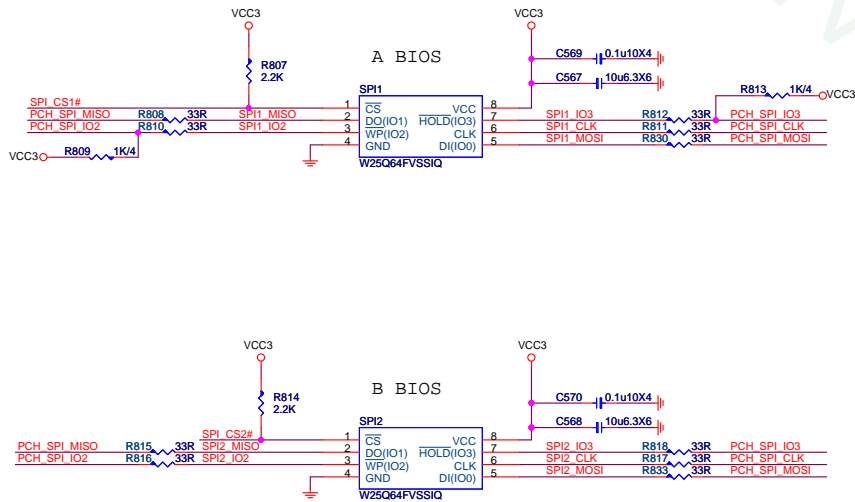 VCC3
VCC3
A BIOS
C569 0.1u10X4
R807
2.2K
C567 10u6.3X6
R813 1K/4
VCC3
SPI1
SPI_CS1#
1 CS VCC 8
PCH_SPI_MISO R808 33R SPI1_MISO 2 DO(IO1) HOLD(IO3) 7 SPI1_IO3 R812 33R PCH_SPI_IO3
PCH_SPI_IO2 R810 33R SPI1_IO2 3 WP(IO2) CLK 6 SPI1_CLK R811 33R PCH_SPI_CLK
4 GND DI(IO0) 5 SPI1_MOSI R830 33R PCH_SPI_MOSI
VCC3 R809 1K/4
W25Q64FVSSIQ
VCC3
VCC3
B BIOS
R814
2.2K
C570 0.1u10X4
C568 10u6.3X6
SPI2
SPI_CS2# 1 CS VCC 8
PCH_SPI_MISO R815 33R SPI2_MISO 2 DO(IO1) HOLD(IO3) 7 SPI2_IO3 R818 33R PCH_SPI_IO3
PCH_SPI_IO2 R816 33R SPI2_IO2 3 WP(IO2) CLK 6 SPI2_CLK R817 33R PCH_SPI_CLK
4 GND DI(IO0) 5 SPI2_MOSI R833 33R PCH_SPI_MOSI
W25Q64FVSSIQ